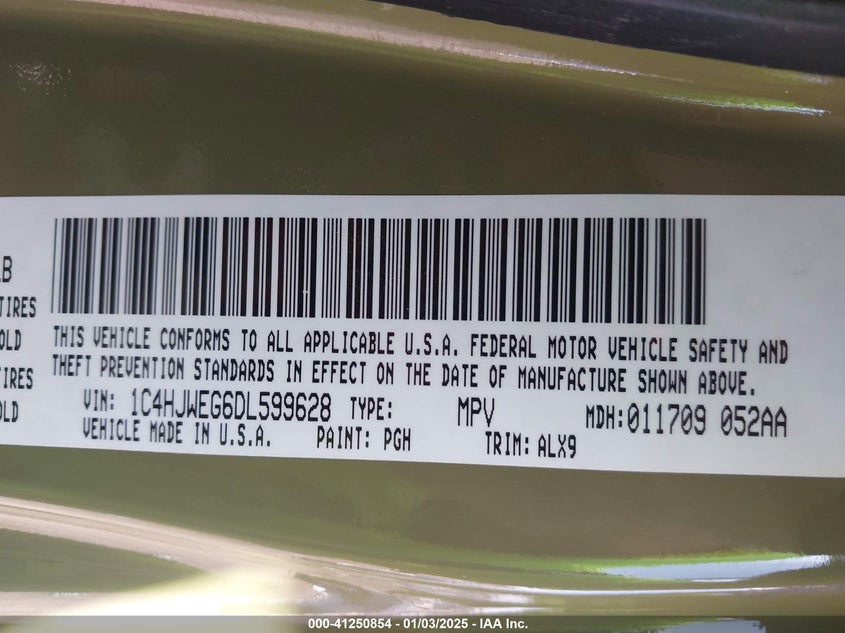 LB
TIRES
OLD
TIRES
OLD
THIS VEHICLE CONFORMS TO ALL APPLICABLE U.S.A. FEDERAL MOTOR VEHICLE SAFETY AND
THEFT PREVENTION STANDARDS IN EFFECT ON THE DATE OF MANUFACTURE SHOWN ABOVE.
VIN: 1C4HJWEG6DL599628 TYPE: MPV MDH:011709 052AA
VEHICLE MADE IN U.S.A. PAINT: PGH TRIM: ALX9
000-41250854 - 01/03/2025 - IAA Inc.